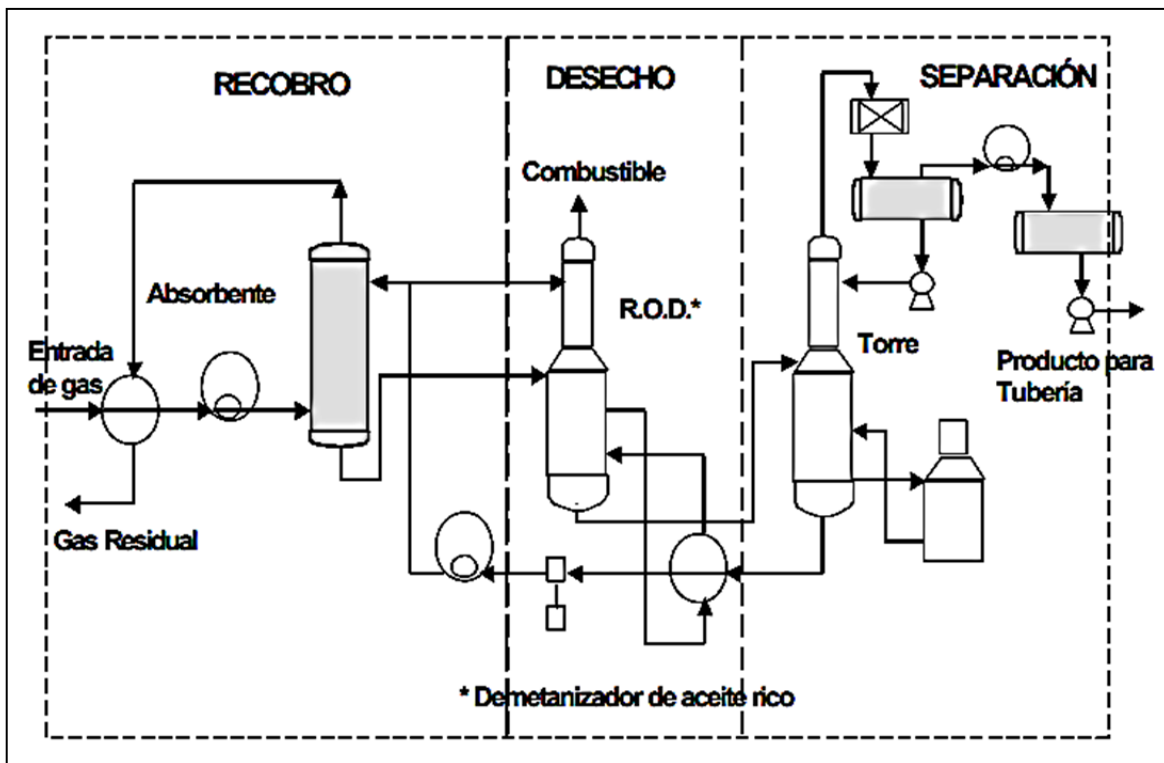 RECOBRO
DESECHO
SEPARACIÓN
Combustible
Absorbente
R.O.D.*
Entrada
de gas
Torre
Producto para
Tubería
Gas Residual
* Demetanizador de aceite rico